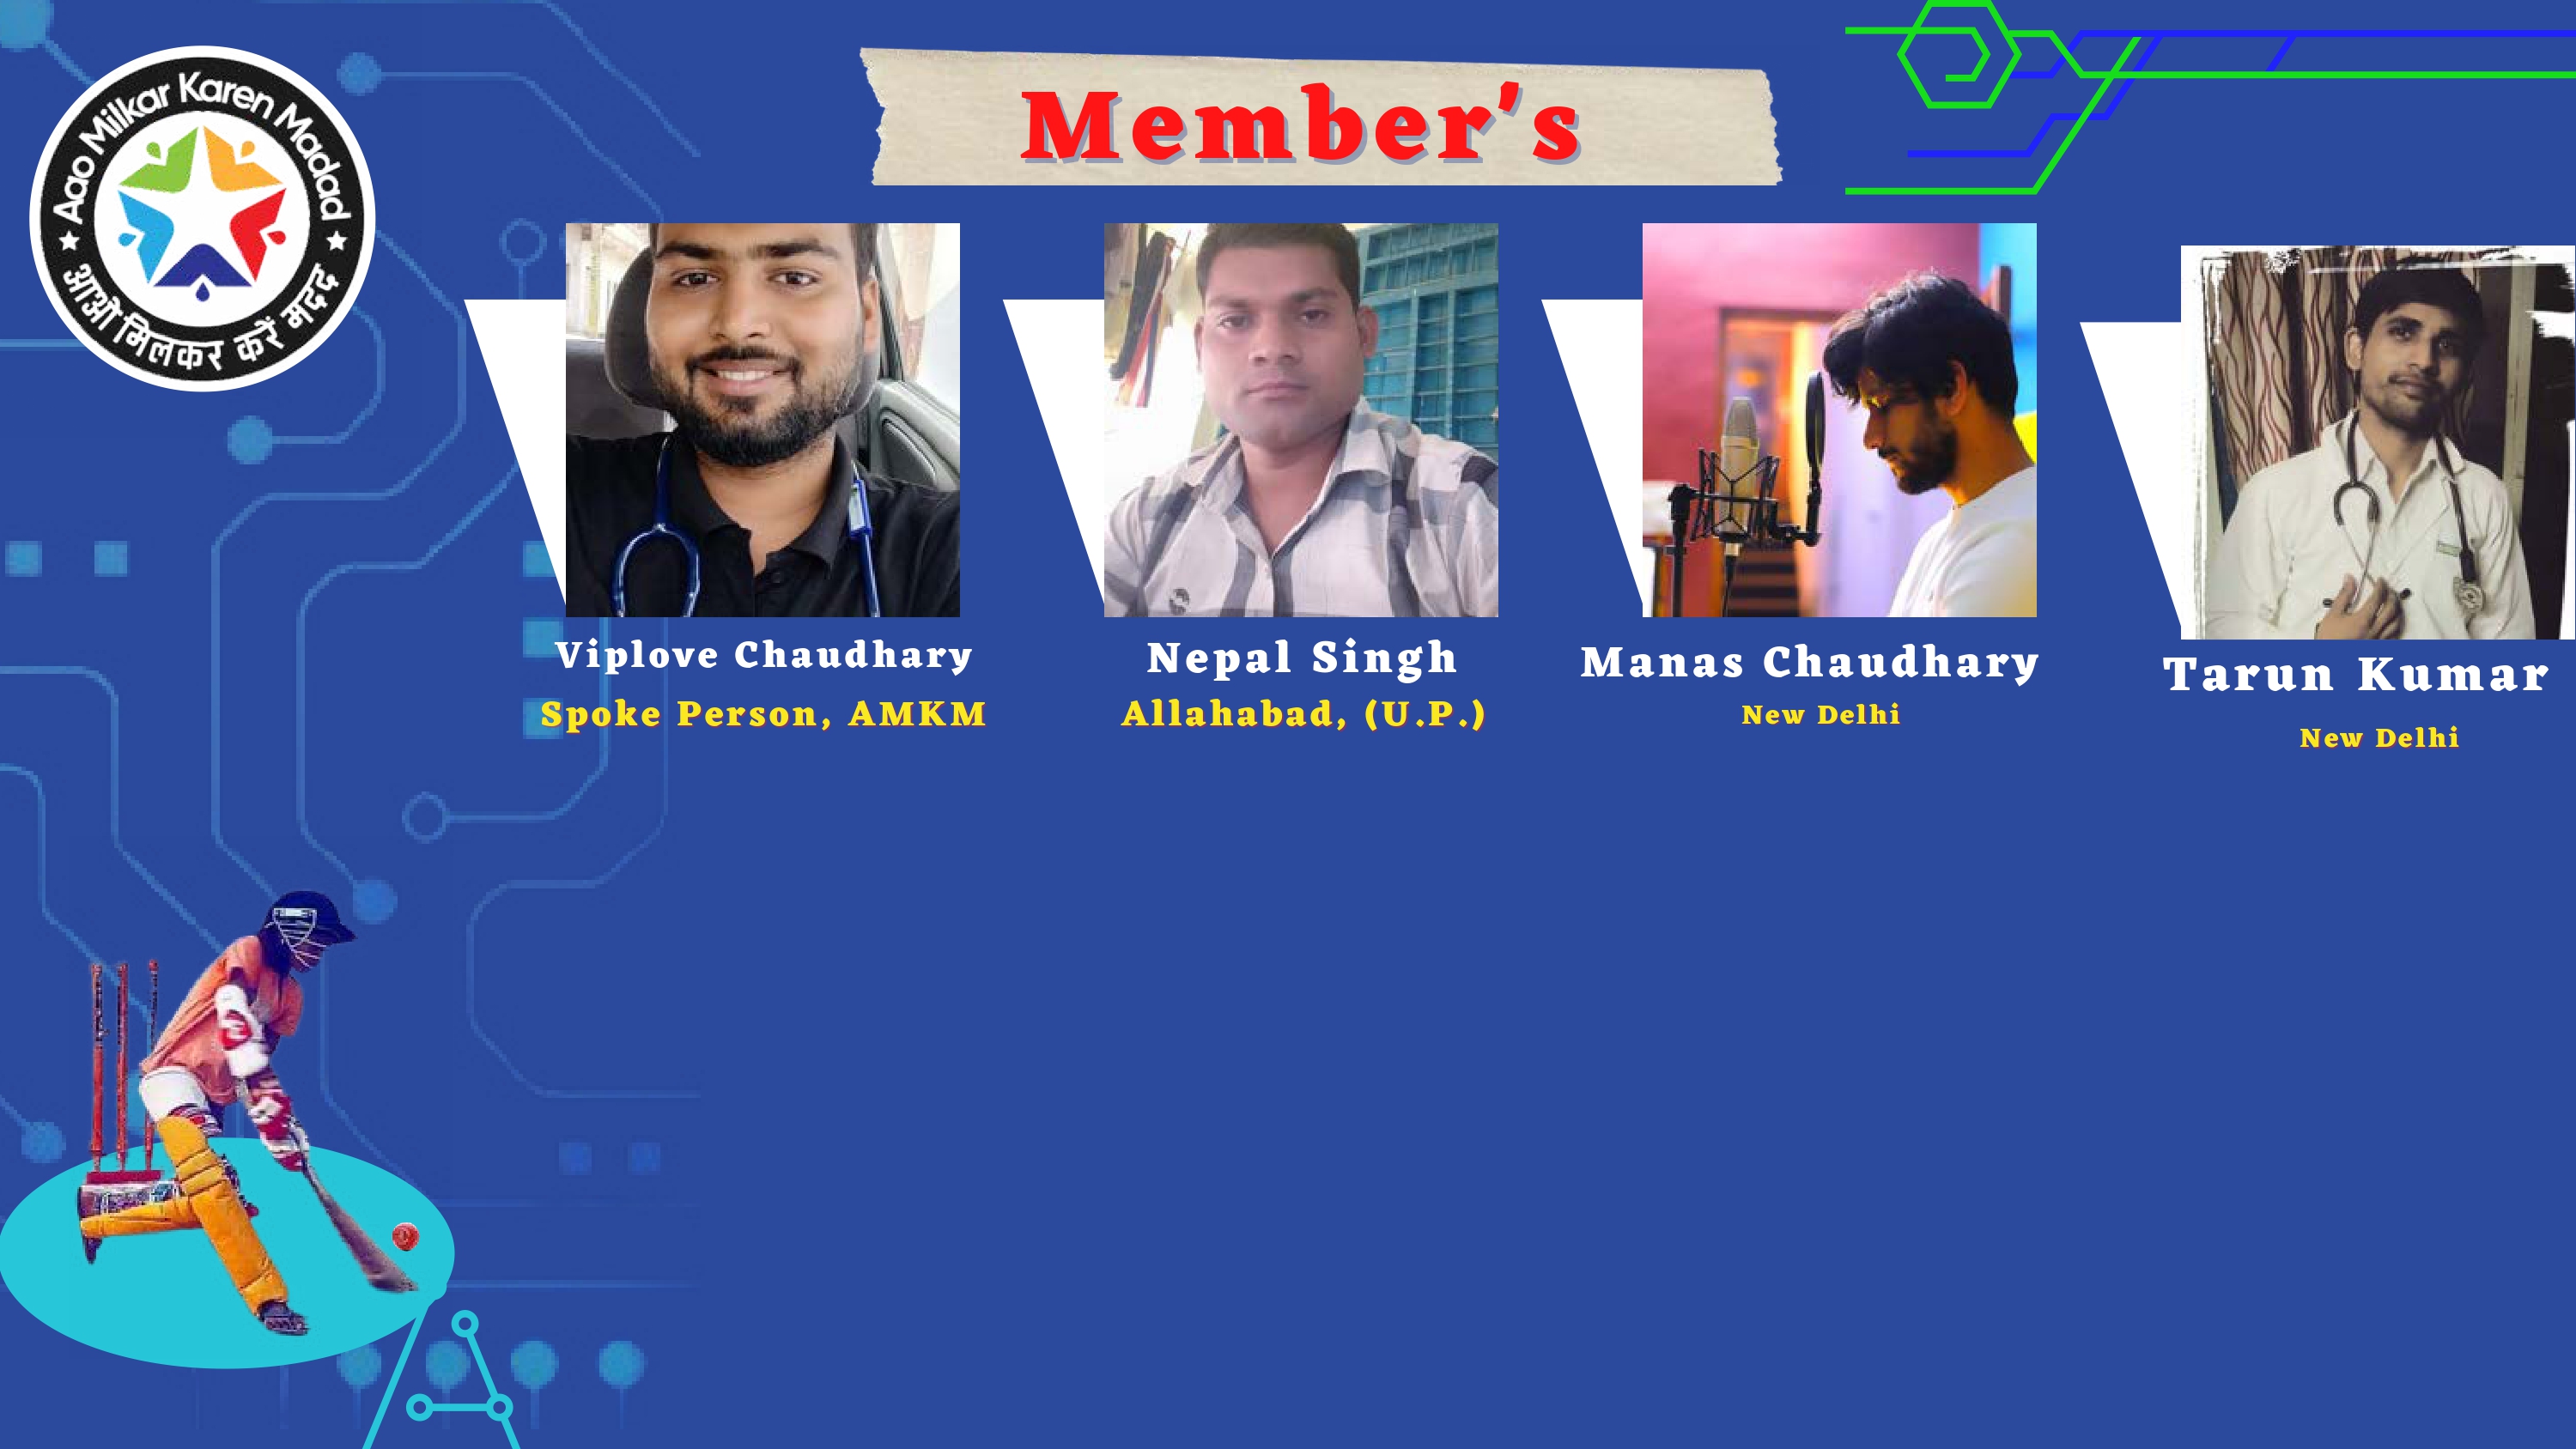 Aao Milkar Karen Madad
आओ मिलकर करें मदद
Member's
Viplove Chaudhary
Spoke Person, AMKM
Nepal Singh
Allahabad, (U.P.)
Manas Chaudhary
New Delhi
Tarun Kumar
New Delhi